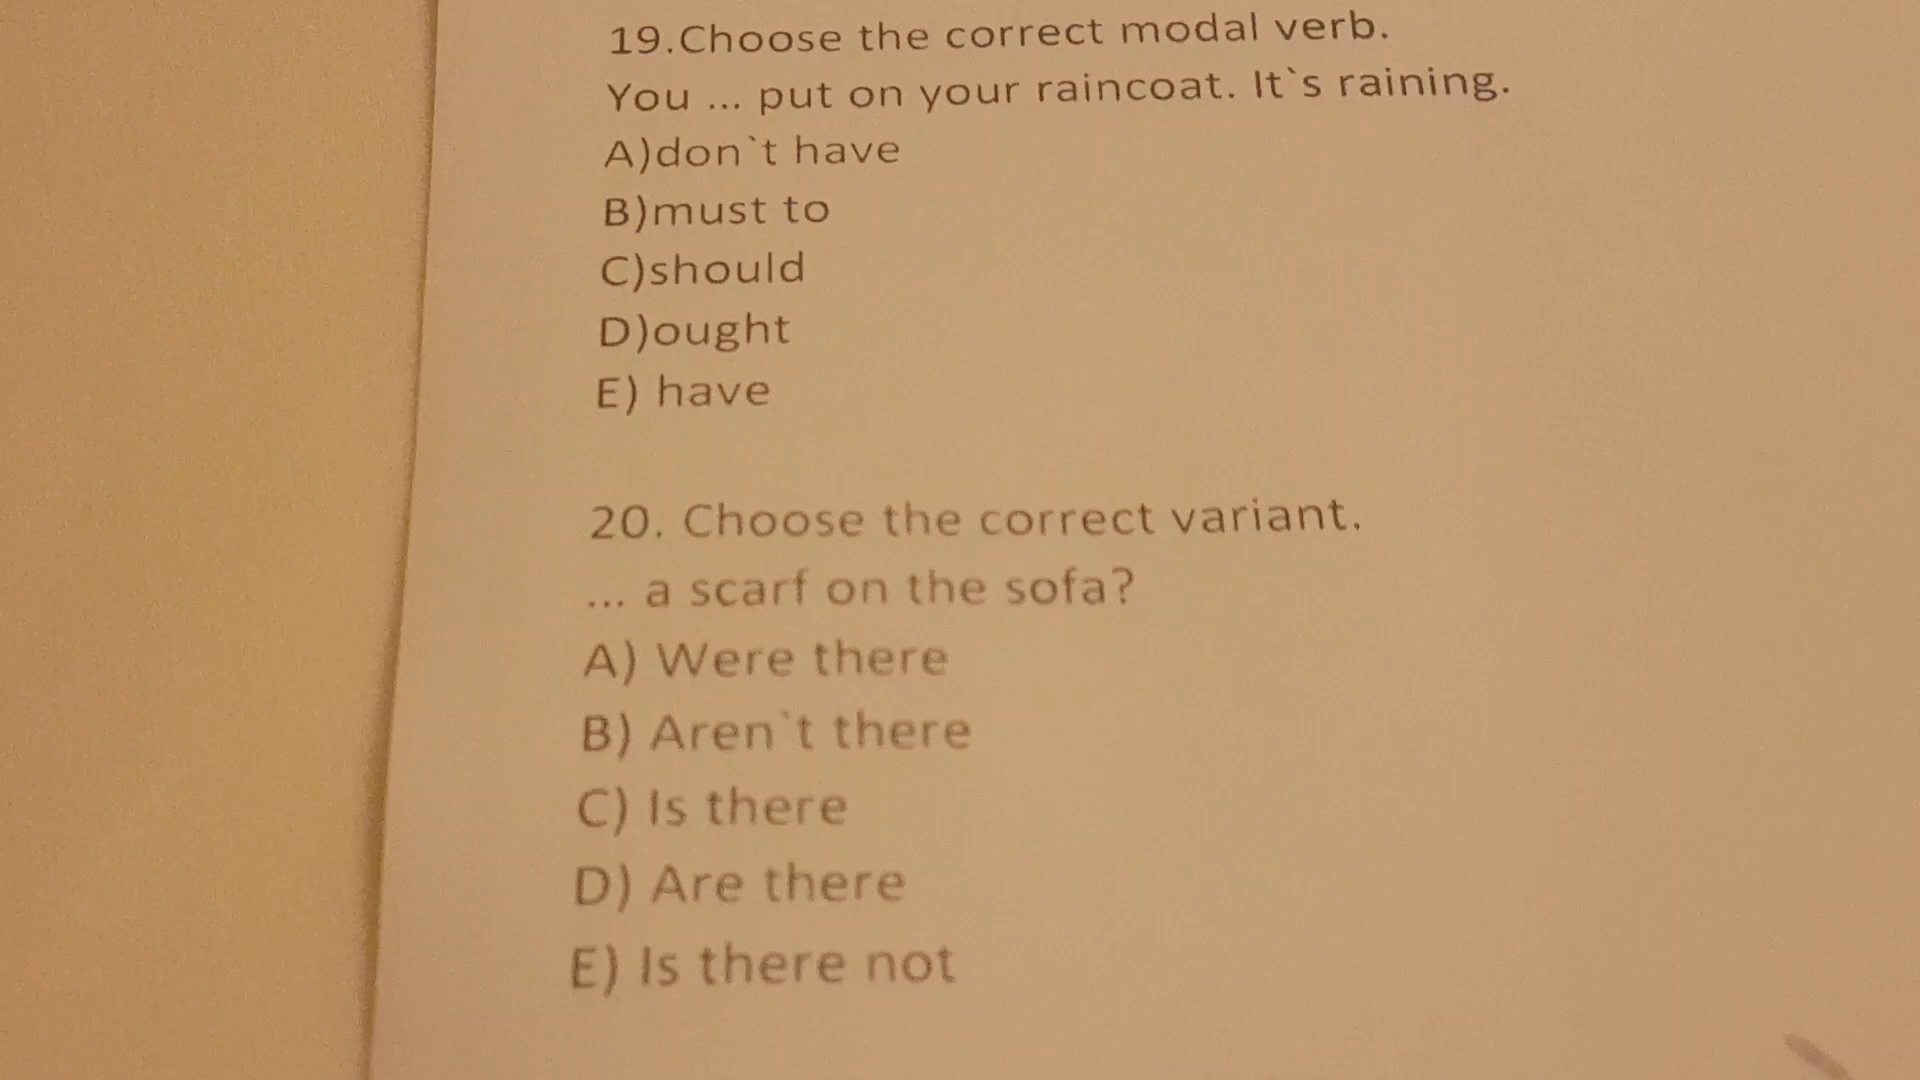 19.Choose the correct modal verb.
You ... put on your raincoat. It`s raining.
A)don`t have
B)must to
C)should
D)ought
E) have
20. Choose the correct variant.
... a scarf on the sofa?
A) Were there
B) Aren`t there
C) Is there
D) Are there
E) Is there not